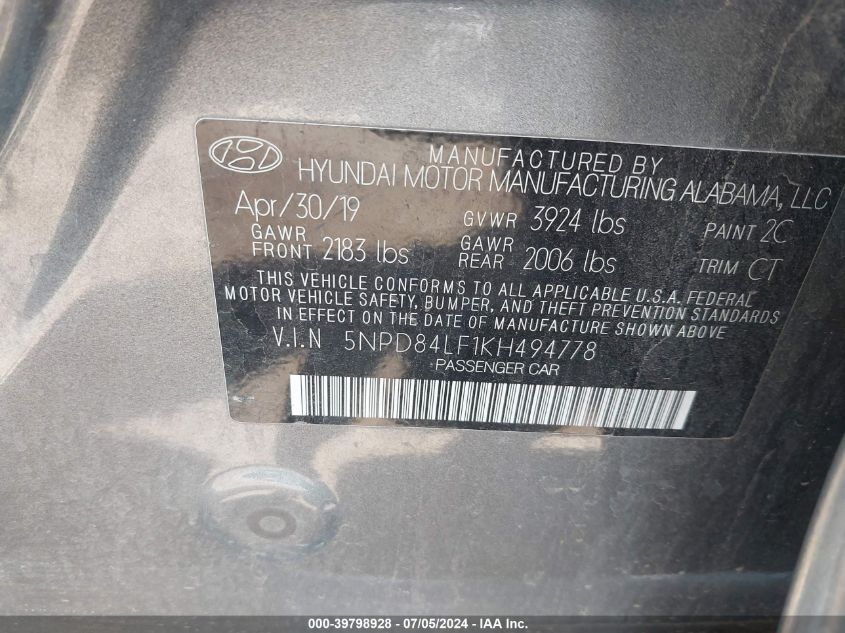 MANUFACTURED BY
HYUNDAI MOTOR MANUFACTURING ALABAMA, LLC
Apr/30/19 GVWR 3924 lbs PAINT 2C
GAWR FRONT 2183 lbs GAWR REAR 2006 lbs TRIM CT
THIS VEHICLE CONFORMS TO ALL APPLICABLE U.S.A. FEDERAL
MOTOR VEHICLE SAFETY, BUMPER, AND THEFT PREVENTION STANDARDS
IN EFFECT ON THE DATE OF MANUFACTURE SHOWN ABOVE
V.I.N 5NPD84LF1KH494778
PASSENGER CAR
000-39798928 - 07/05/2024 - IAA Inc.